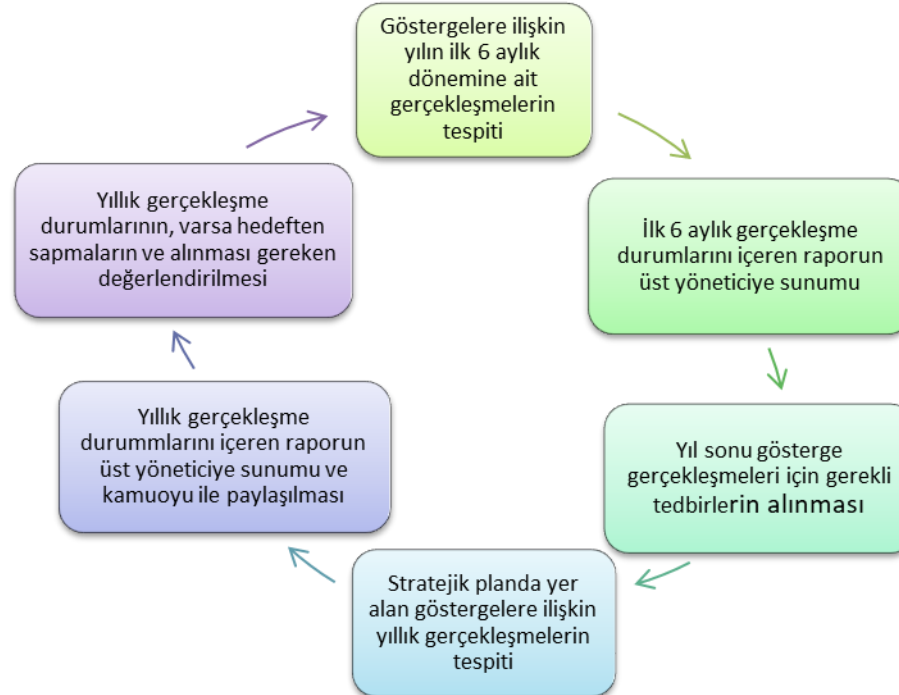 Göstergelere ilişkin
yılın ilk 6 aylık
dönemine ait
gerçekleşmelerin
tespiti
İlk 6 aylık gerçekleşme
durumlarını içeren raporun
üst yöneticiye sunumu
Yıl sonu gösterge
gerçekleşmeleri için gerekli
tedbirlerin alınması
Stratejik planda yer
alan göstergelere ilişkin
yıllık gerçekleşmelerin
tespiti
Yıllık gerçekleşme
durummlarını içeren raporun
üst yöneticiye sunumu ve
kamuoyu ile paylaşılması
Yıllık gerçekleşme
durumlarının, varsa hedeften
sapmaların ve alınması gereken
değerlendirilmesi